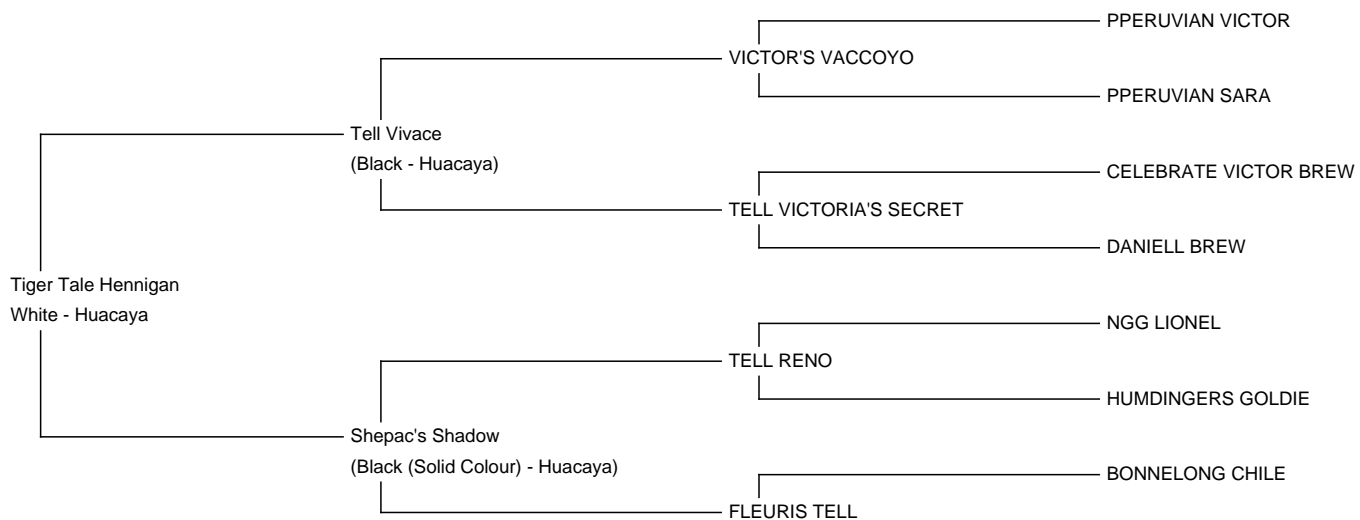 PPERUVIAN VICTOR
VICTOR'S VACCOYO
PPERUVIAN SARA
Tell Vivace
(Black - Huacaya)
CELEBRATE VICTOR BREW
TELL VICTORIA'S SECRET
DANIELL BREW
Tiger Tale Hennigan
White - Huacaya
NGG LIONEL
TELL RENO
HUMDINGERS GOLDIE
Shepac's Shadow
(Black (Solid Colour) - Huacaya)
BONNELONG CHILE
FLEURIS TELL